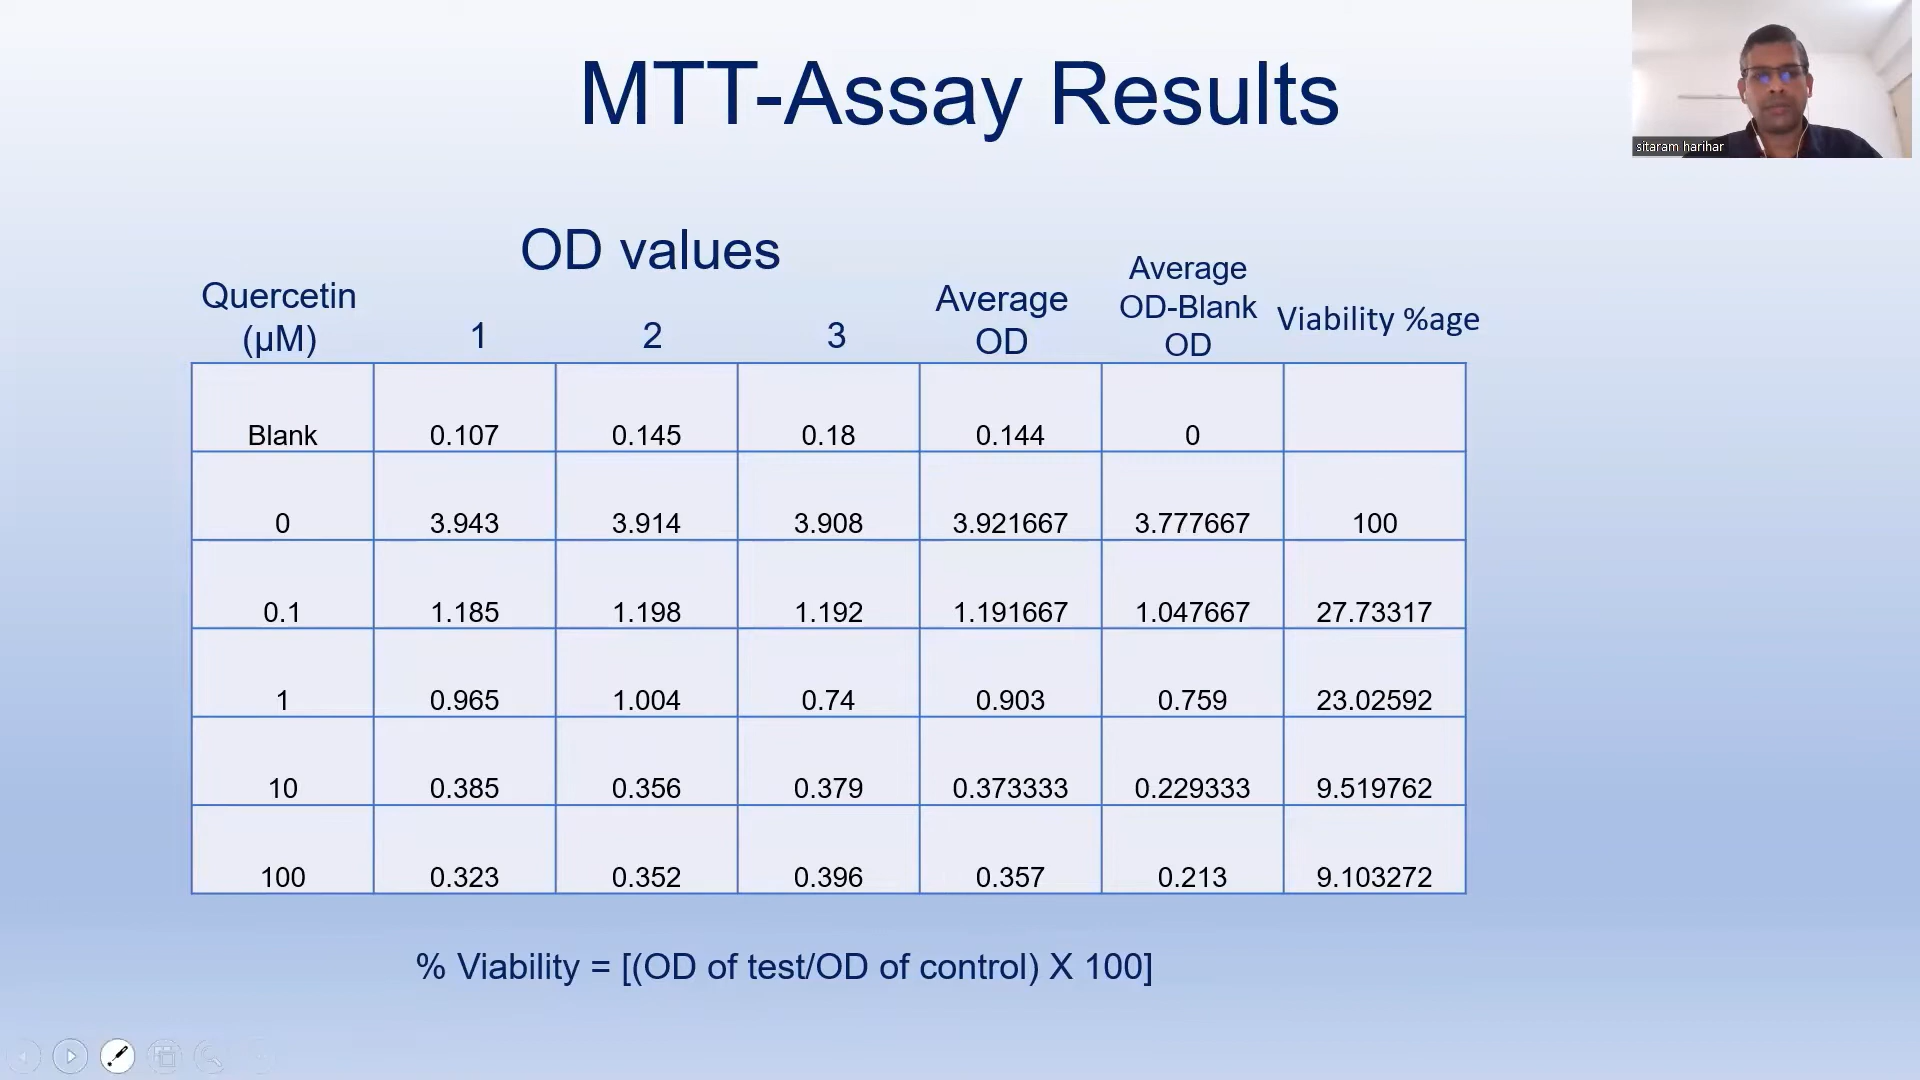 MTT-Assay Results
sitaram harihar
OD values
Quercetin
(µM)
1
2
3
Average
OD
Average
OD-Blank
OD
Viability %age
Blank 0.107 0.145 0.18 0.144 0
0 3.943 3.914 3.908 3.921667 3.777667 100
0.1 1.185 1.198 1.192 1.191667 1.047667 27.73317
1 0.965 1.004 0.74 0.903 0.759 23.02592
10 0.385 0.356 0.379 0.373333 0.229333 9.519762
100 0.323 0.352 0.396 0.357 0.213 9.103272
% Viability = [(OD of test/OD of control) X 100]